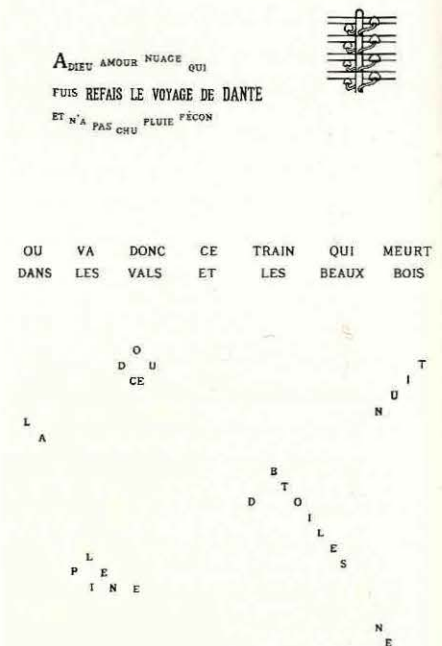 ADIEU AMOUR NUAGE QUI
FUIS REFAIS LE VOYAGE DE DANTE
ET N'A PAS CHU PLUIE FÉCON
OU VA DONC CE TRAIN QUI MEURT
DANS LES VALS ET LES BEAUX BOIS
LA
DOUCE
NUIT
PLEINE
D BTOILES
NE